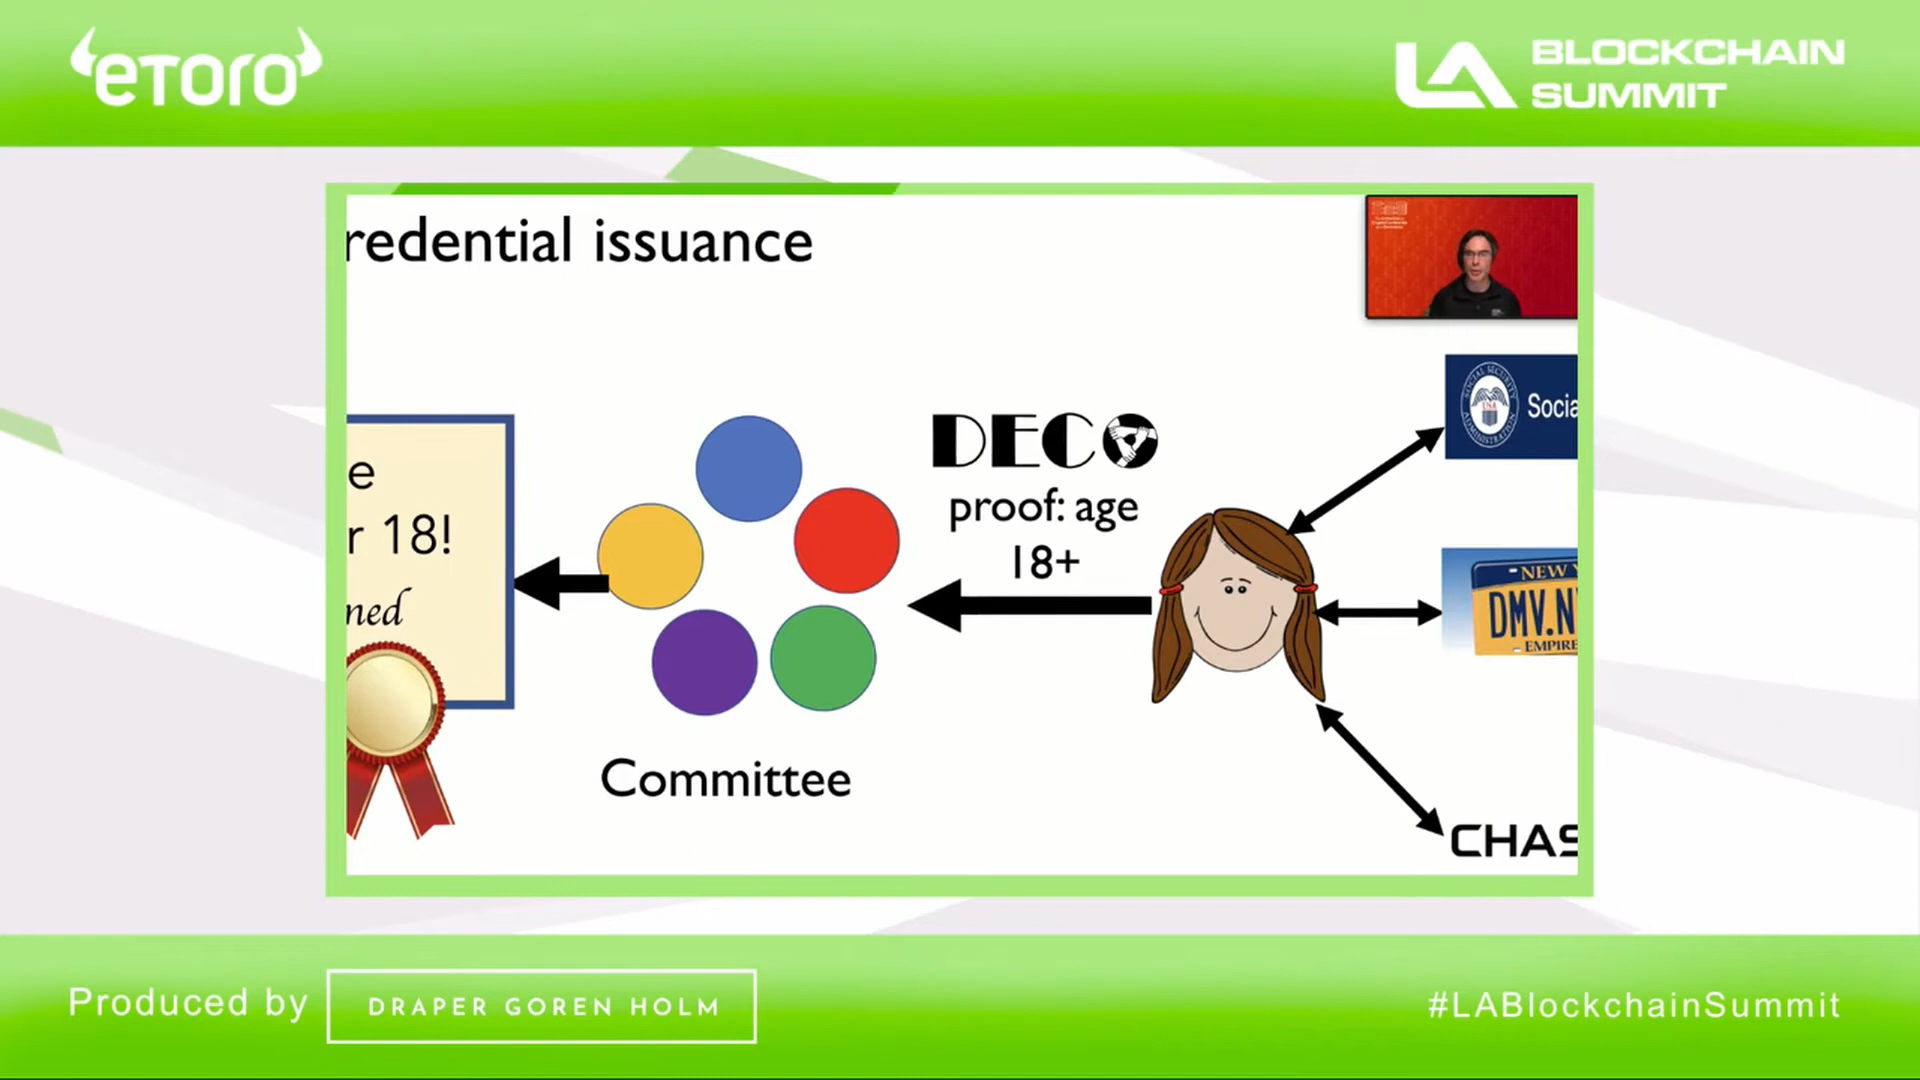 eToro
LA BLOCKCHAIN
SUMMIT
redential issuance
Socia
e
r 18!
ned
DECO
proof: age
18+
NEW Y
DMV.N
EMPIRE
CHAS
Committee
Produced by DRAPER GOREN HOLM
#LABlockchainSummit